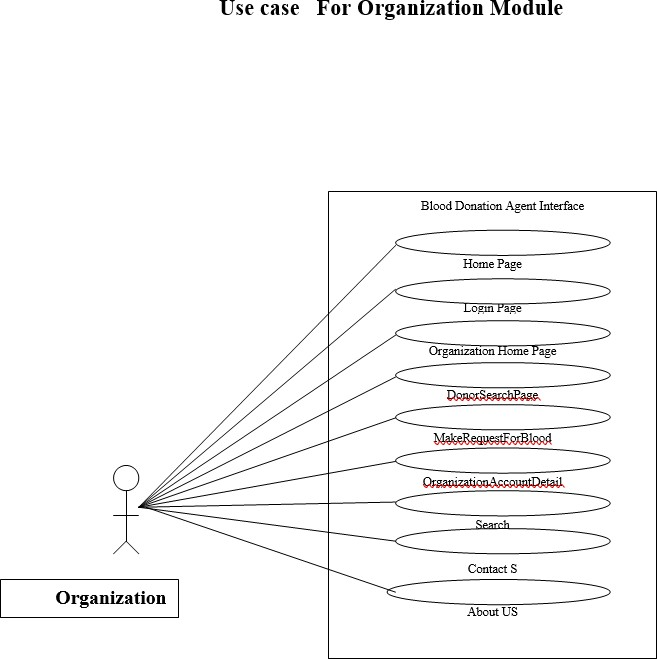 Use case For Organization Module
Blood Donation Agent Interface
Home Page
Login Page
Organization Home Page
DonorSearchPage
MakeRequestForBlood
OrganizationAccountDetail
Search
Contact S
About US
Organization